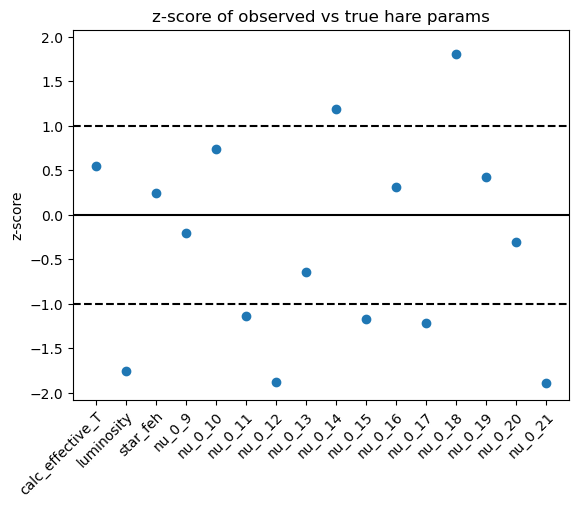 z-score of observed vs true hare params
2.0
1.5
1.0
0.5
0.0
−0.5
−1.0
−1.5
−2.0
z-score
calc_effective_T
luminosity
star_feh
nu_0_9
nu_0_10
nu_0_11
nu_0_12
nu_0_13
nu_0_14
nu_0_15
nu_0_16
nu_0_17
nu_0_18
nu_0_19
nu_0_20
nu_0_21